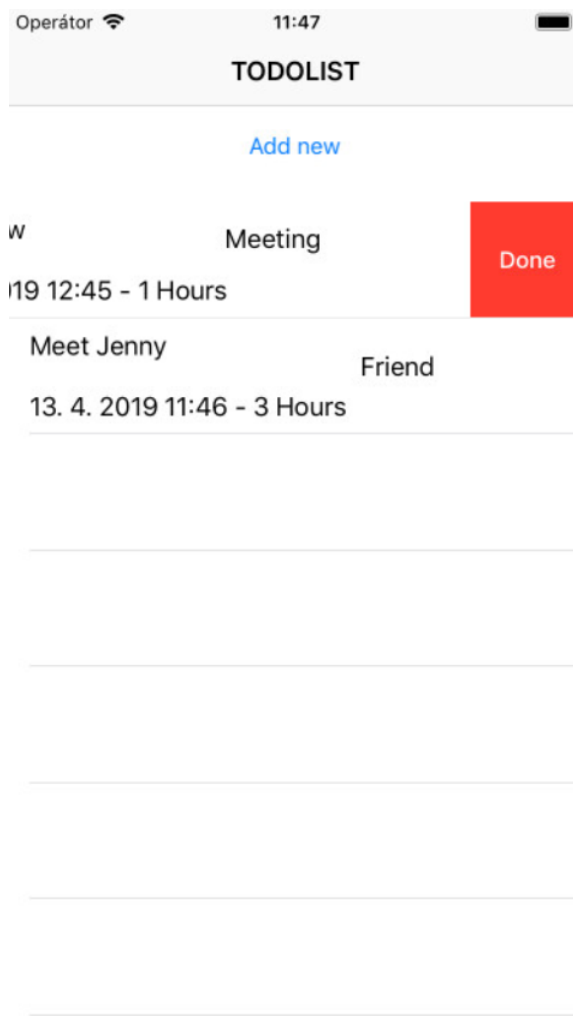 Operátor 11:47
TODOLIST
Add new
w Meeting Done
19 12:45 - 1 Hours
Meet Jenny Friend
13. 4. 2019 11:46 - 3 Hours